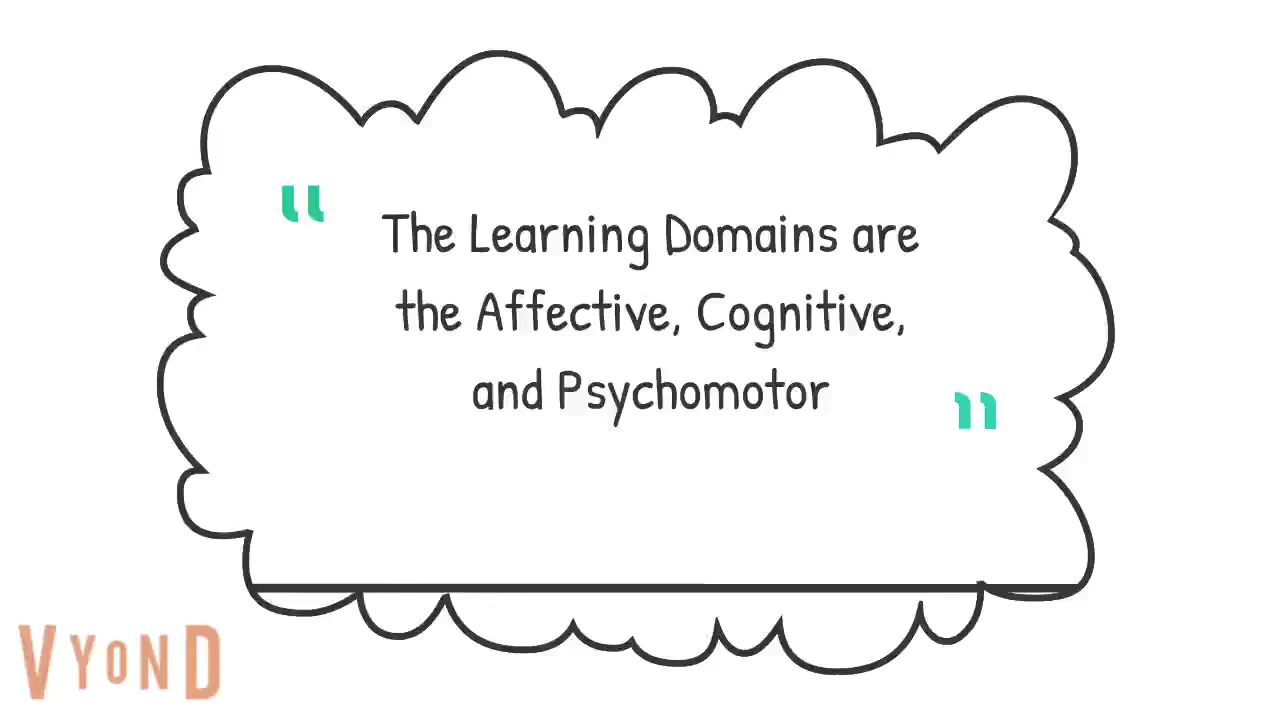 “
The Learning Domains are
the Affective, Cognitive,
and Psychomotor
”
VYOND